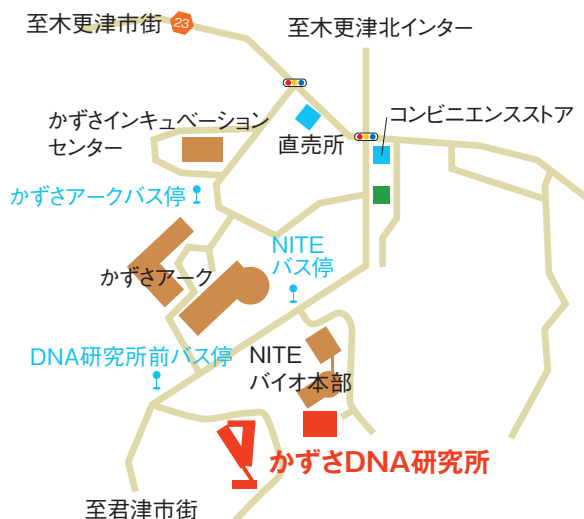 至木更津市街
23
至木更津北インター
コンビニエンスストア
かずさインキュベーション
センター
直売所
かずさアークバス停
NITE
バス停
かずさアーク
DNA研究所前バス停
NITE
バイオ本部
かずさDNA研究所
至君津市街